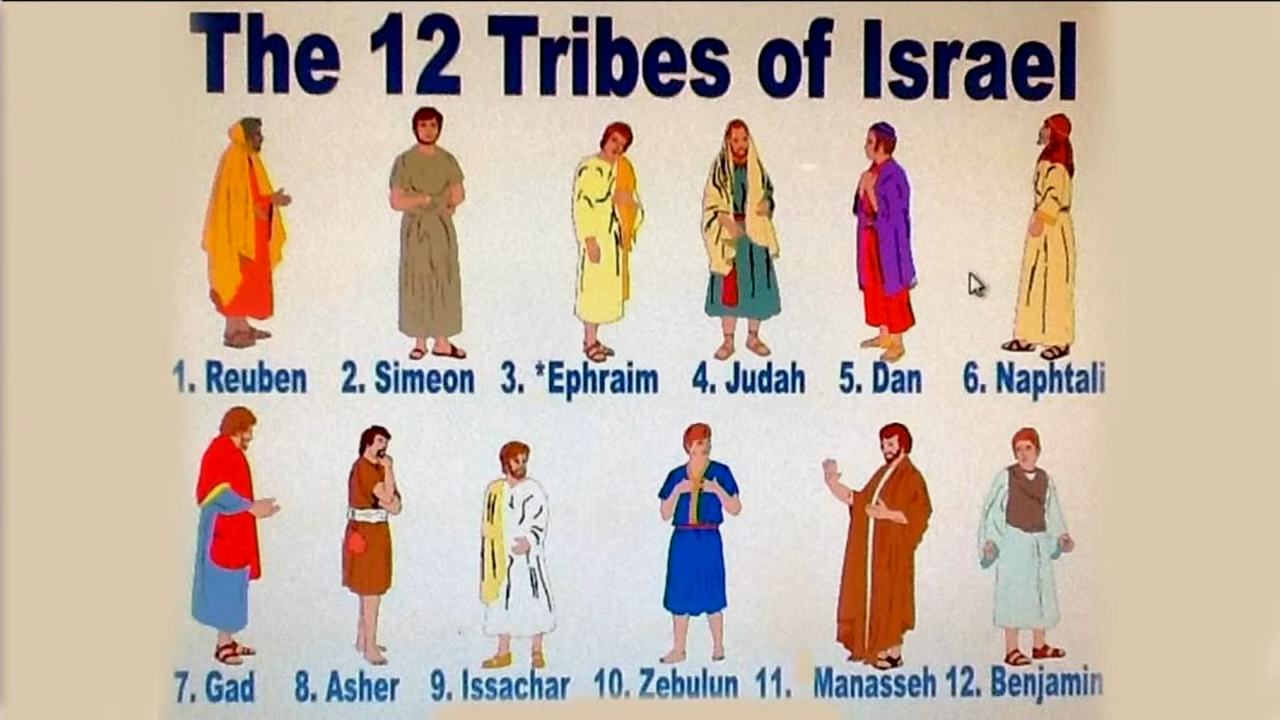 The 12 Tribes of Israel
1. Reuben 2. Simeon 3. *Ephraim 4. Judah 5. Dan 6. Naphtali
7. Gad 8. Asher 9. Issachar 10. Zebulun 11. Manasseh 12. Benjamin